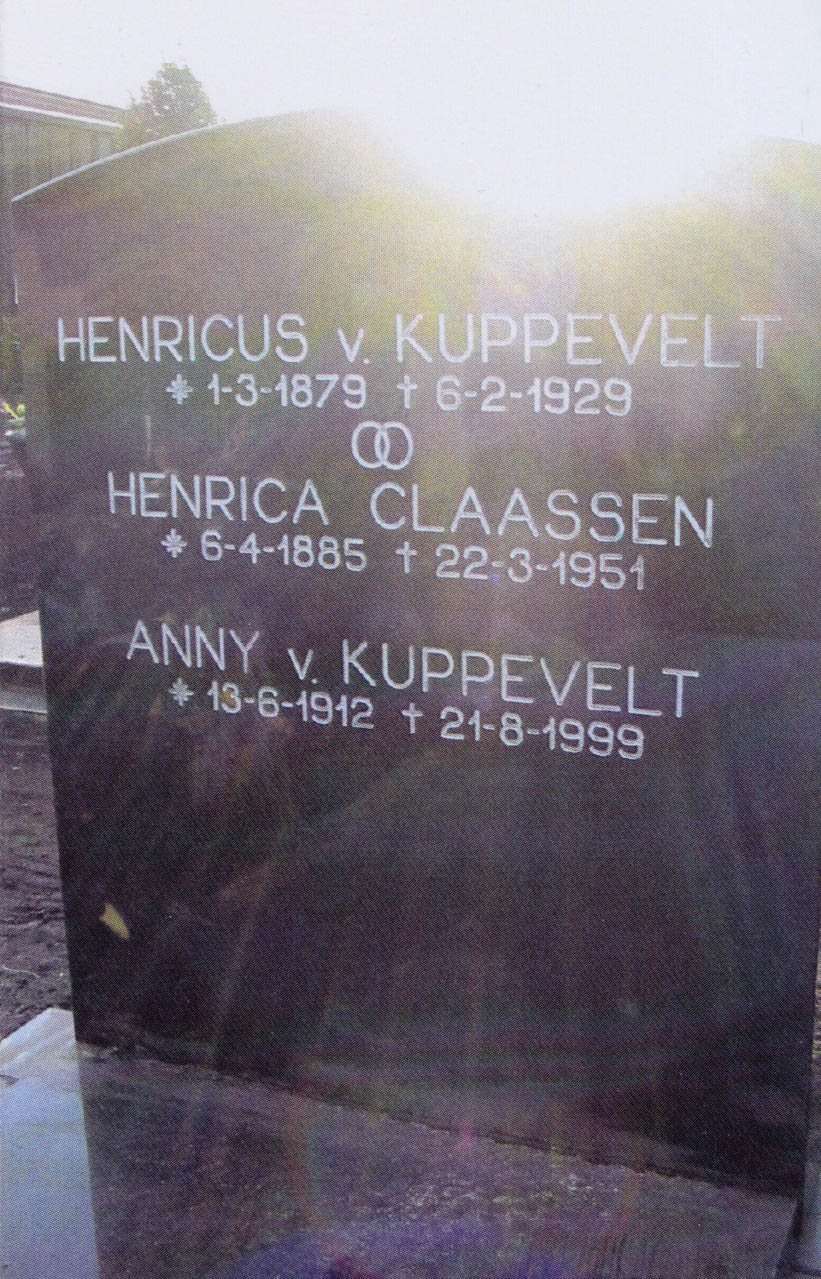 HENRICUS v. KUPPEVELT
* 1-3-1879 † 6-2-1929
HENRICA CLAASSEN
* 6-4-1885 † 22-3-1951
ANNY v. KUPPEVELT
* 13-6-1912 † 21-8-1999